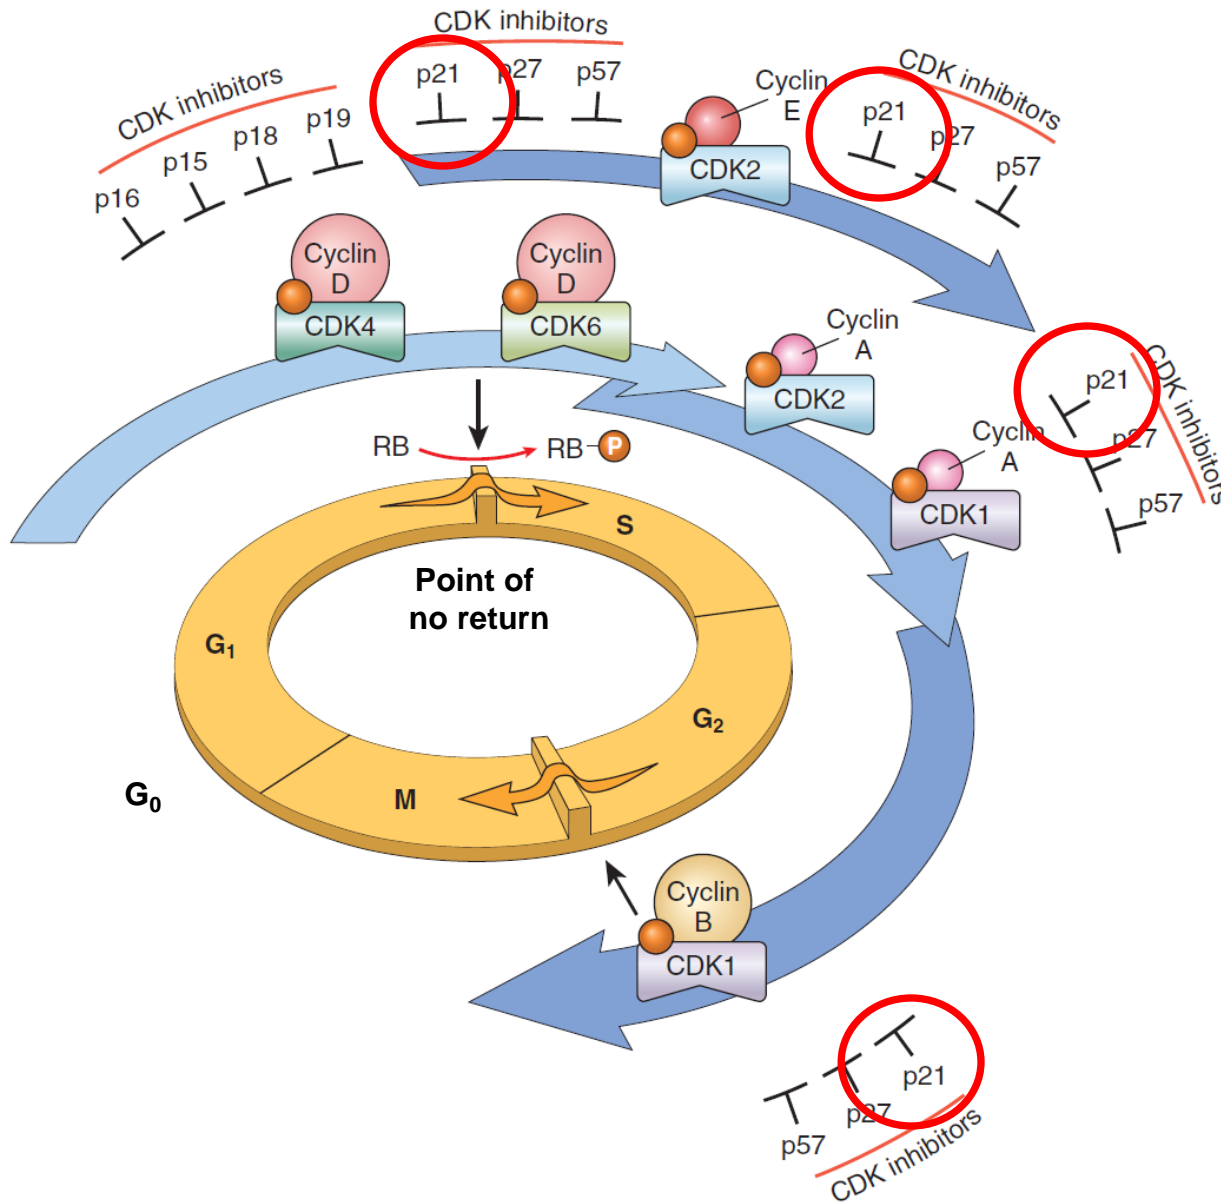 CDK inhibitors
p21
p27
p57
CDK inhibitors
p16
p15
p18
p19
Cyclin
E
CDK2
CDK inhibitors
p21
p27
p57
Cyclin
D
CDK4
Cyclin
D
CDK6
Cyclin
A
CDK2
CDK inhibitors
p21
p27
p57
Cyclin
A
CDK1
RB
RB
P
S
Point of
no return
G₁
G₂
G₀
M
Cyclin
B
CDK1
p21
p27
p57
CDK inhibitors